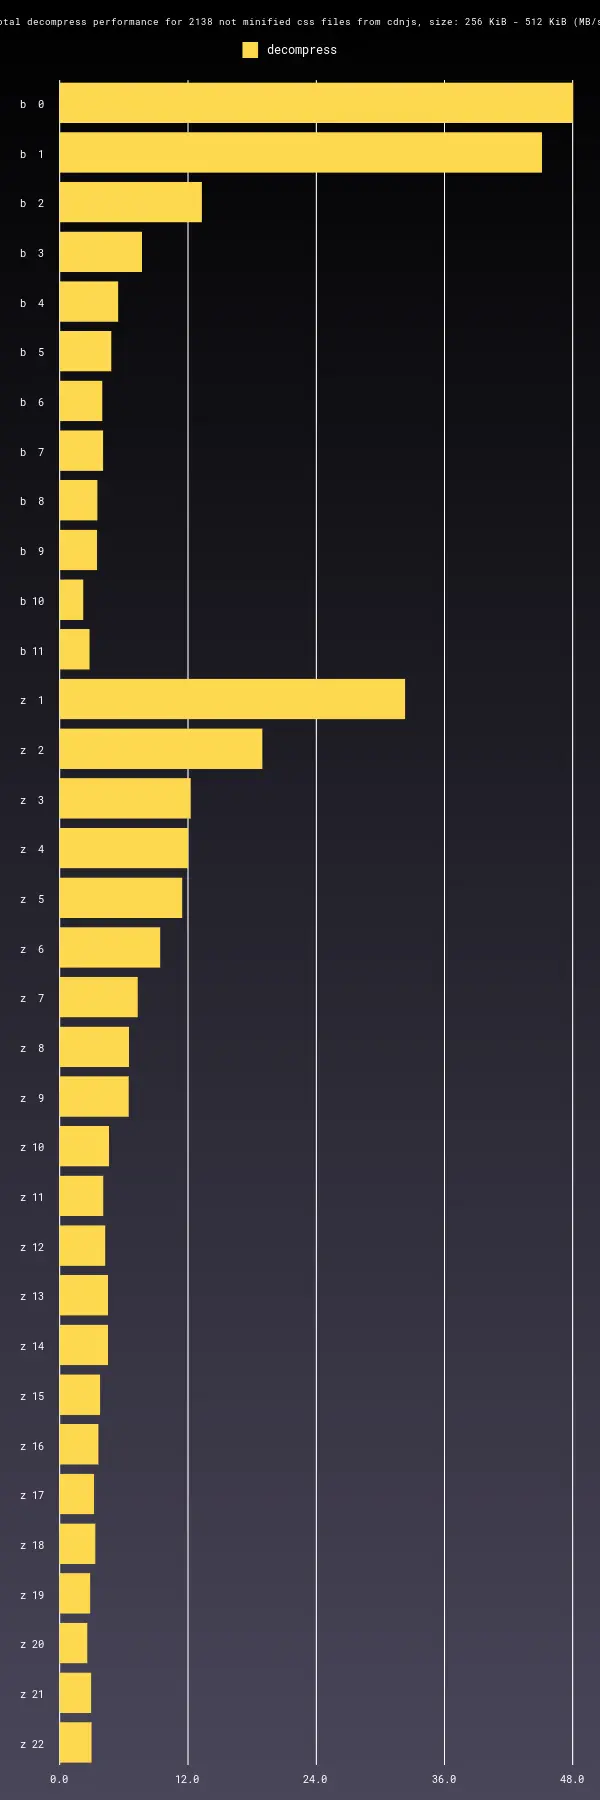 otal decompress performance for 2138 not minified css files from cdnjs, size: 256 KiB - 512 KiB (MB/s
decompress
b 0
b 1
b 2
b 3
b 4
b 5
b 6
b 7
b 8
b 9
b 10
b 11
z 1
z 2
z 3
z 4
z 5
z 6
z 7
z 8
z 9
z 10
z 11
z 12
z 13
z 14
z 15
z 16
z 17
z 18
z 19
z 20
z 21
z 22
0.0 12.0 24.0 36.0 48.0